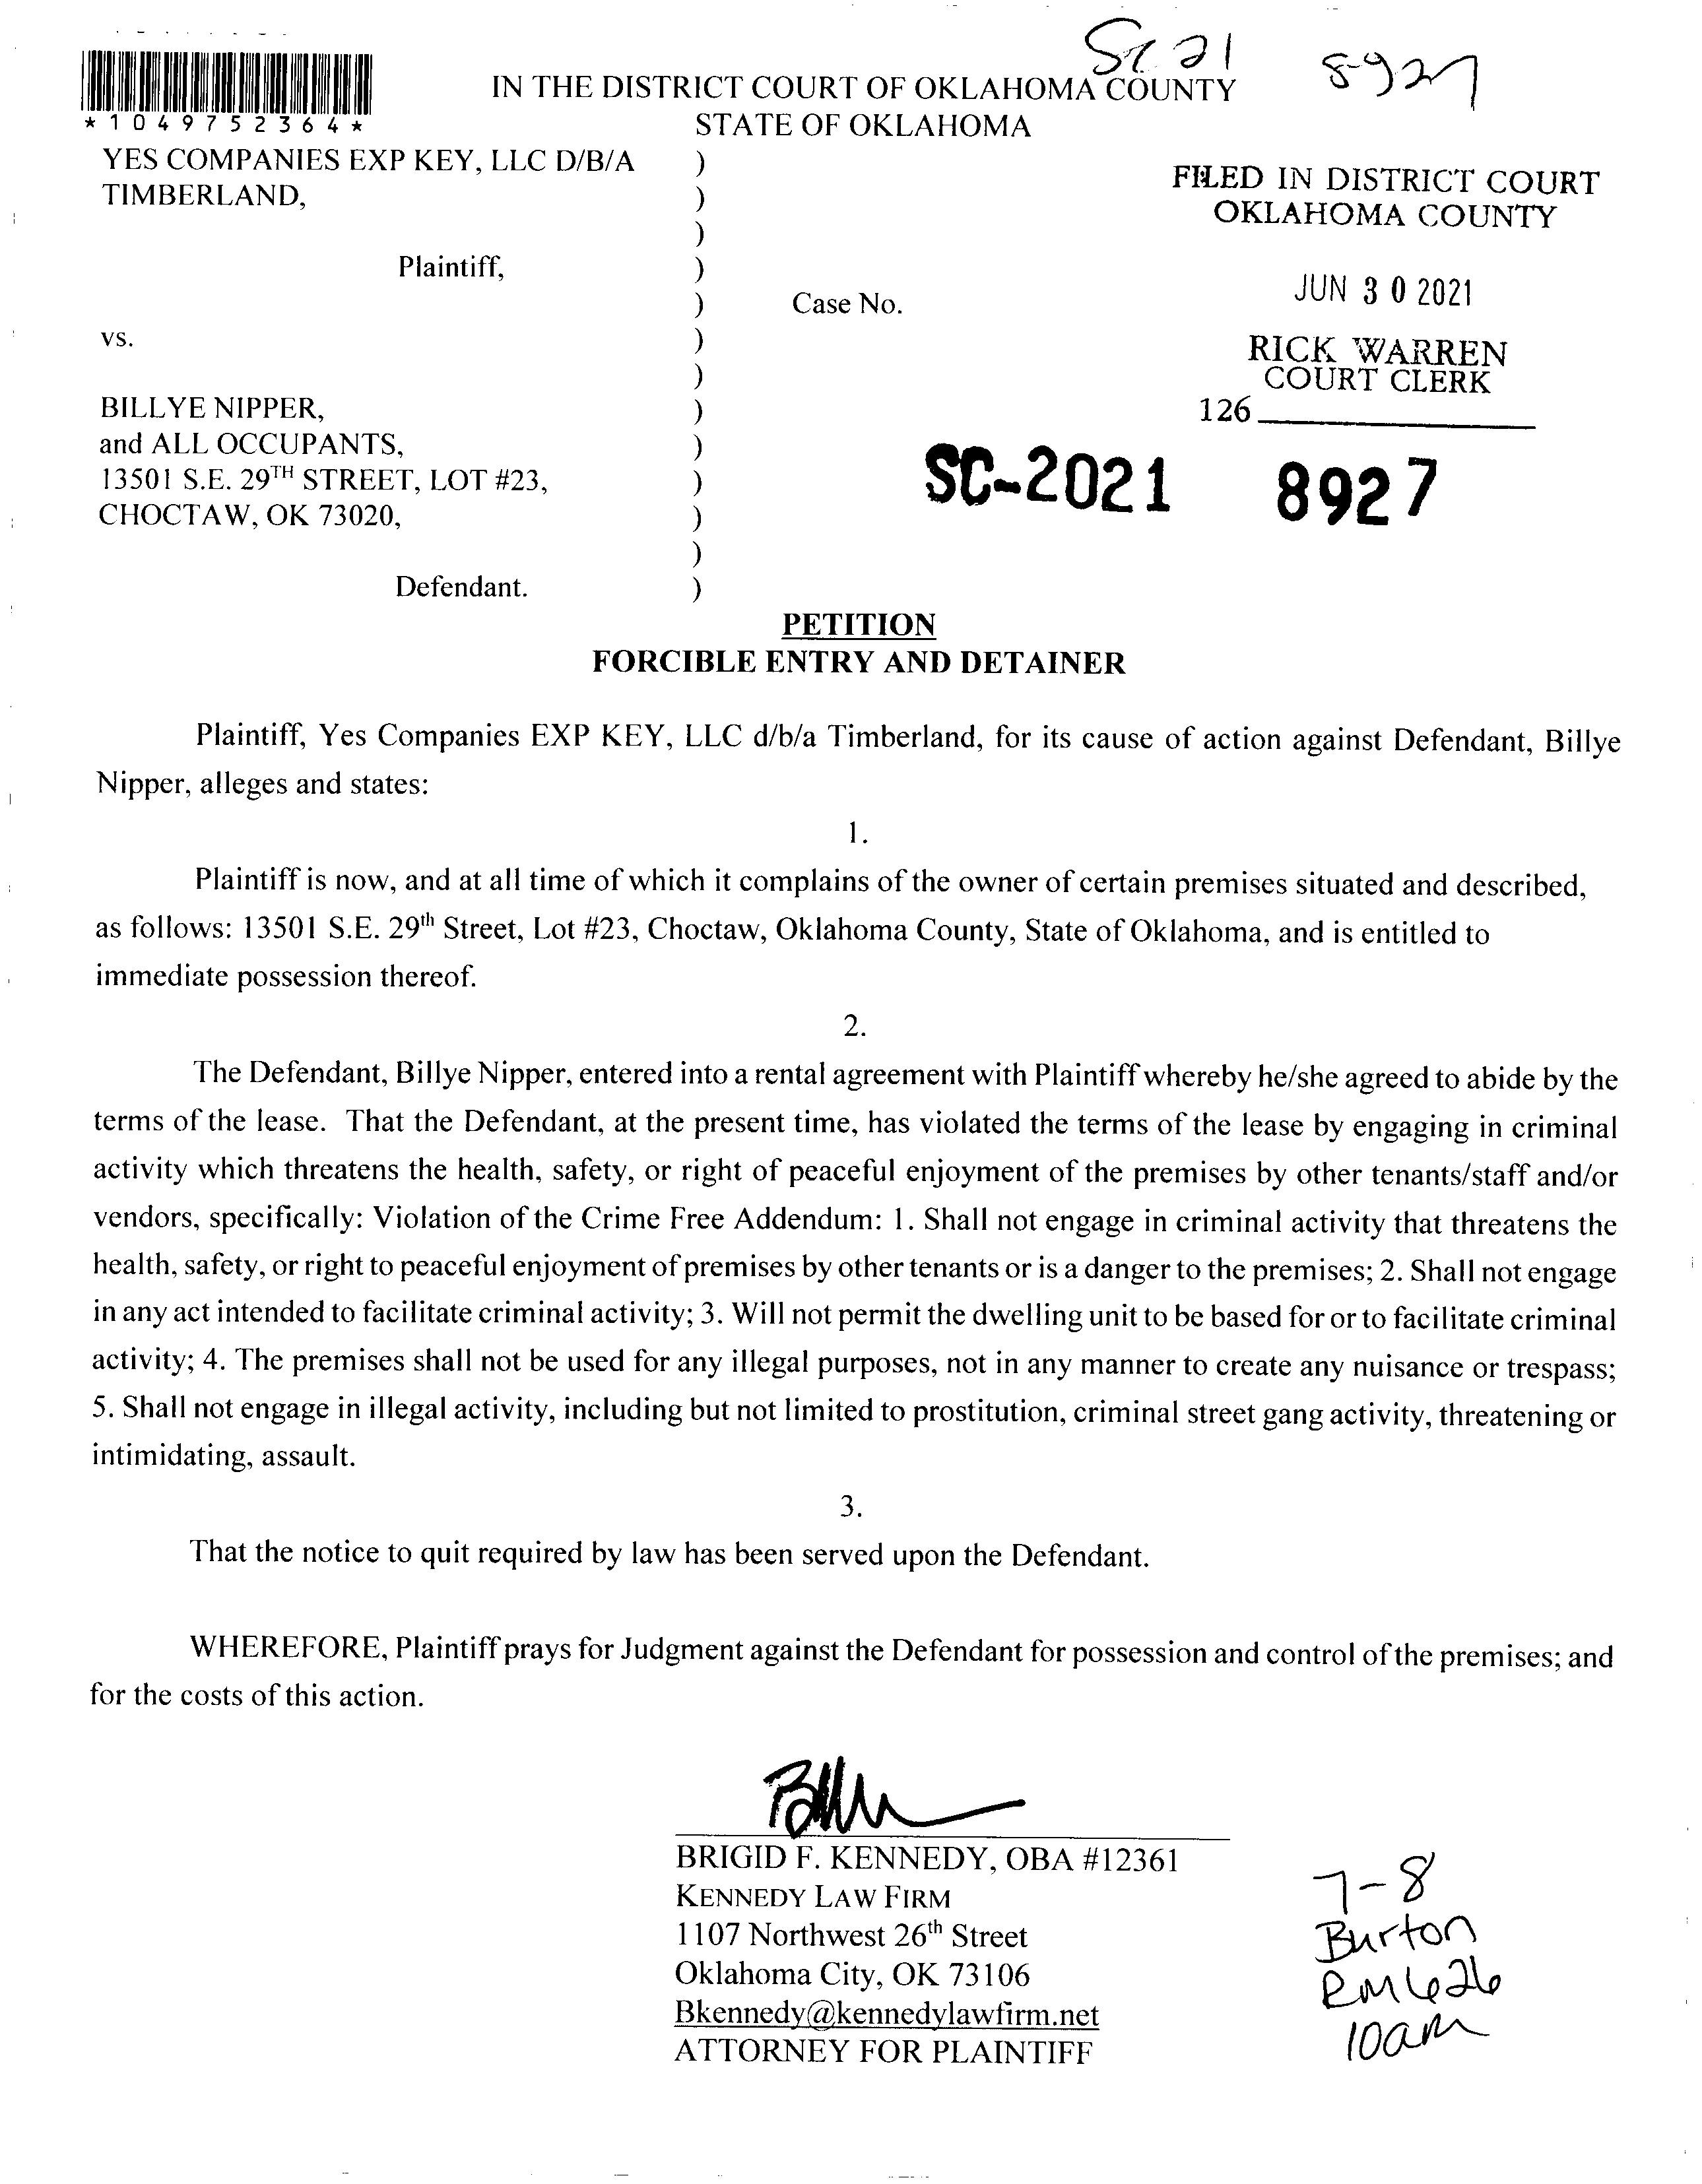 SC 21 8927
IN THE DISTRICT COURT OF OKLAHOMA COUNTY
*1049752364*
STATE OF OKLAHOMA
YES COMPANIES EXP KEY, LLC D/B/A )
TIMBERLAND, )
)
Plaintiff, )
) Case No.
vs. )
)
BILLYE NIPPER, )
and ALL OCCUPANTS, )
13501 S.E. 29TH STREET, LOT #23, )
CHOCTAW, OK 73020, )
)
Defendant. )
FILED IN DISTRICT COURT
OKLAHOMA COUNTY
JUN 30 2021
RICK WARREN
COURT CLERK
126
SC-2021 8927
PETITION
FORCIBLE ENTRY AND DETAINER
Plaintiff, Yes Companies EXP KEY, LLC d/b/a Timberland, for its cause of action against Defendant, Billye
Nipper, alleges and states:
1.
Plaintiff is now, and at all time of which it complains of the owner of certain premises situated and described,
as follows: 13501 S.E. 29th Street, Lot #23, Choctaw, Oklahoma County, State of Oklahoma, and is entitled to
immediate possession thereof.
2.
The Defendant, Billye Nipper, entered into a rental agreement with Plaintiff whereby he/she agreed to abide by the
terms of the lease. That the Defendant, at the present time, has violated the terms of the lease by engaging in criminal
activity which threatens the health, safety, or right of peaceful enjoyment of the premises by other tenants/staff and/or
vendors, specifically: Violation of the Crime Free Addendum: 1. Shall not engage in criminal activity that threatens the
health, safety, or right to peaceful enjoyment of premises by other tenants or is a danger to the premises; 2. Shall not engage
in any act intended to facilitate criminal activity; 3. Will not permit the dwelling unit to be based for or to facilitate criminal
activity; 4. The premises shall not be used for any illegal purposes, not in any manner to create any nuisance or trespass;
5. Shall not engage in illegal activity, including but not limited to prostitution, criminal street gang activity, threatening or
intimidating, assault.
3.
That the notice to quit required by law has been served upon the Defendant.
WHEREFORE, Plaintiff prays for Judgment against the Defendant for possession and control of the premises; and
for the costs of this action.
BRIGID F. KENNEDY, OBA #12361
KENNEDY LAW FIRM
1107 Northwest 26th Street
Oklahoma City, OK 73106
Bkennedy@kennedylawfirm.net
ATTORNEY FOR PLAINTIFF
7-8
Burton
RM 626
10am